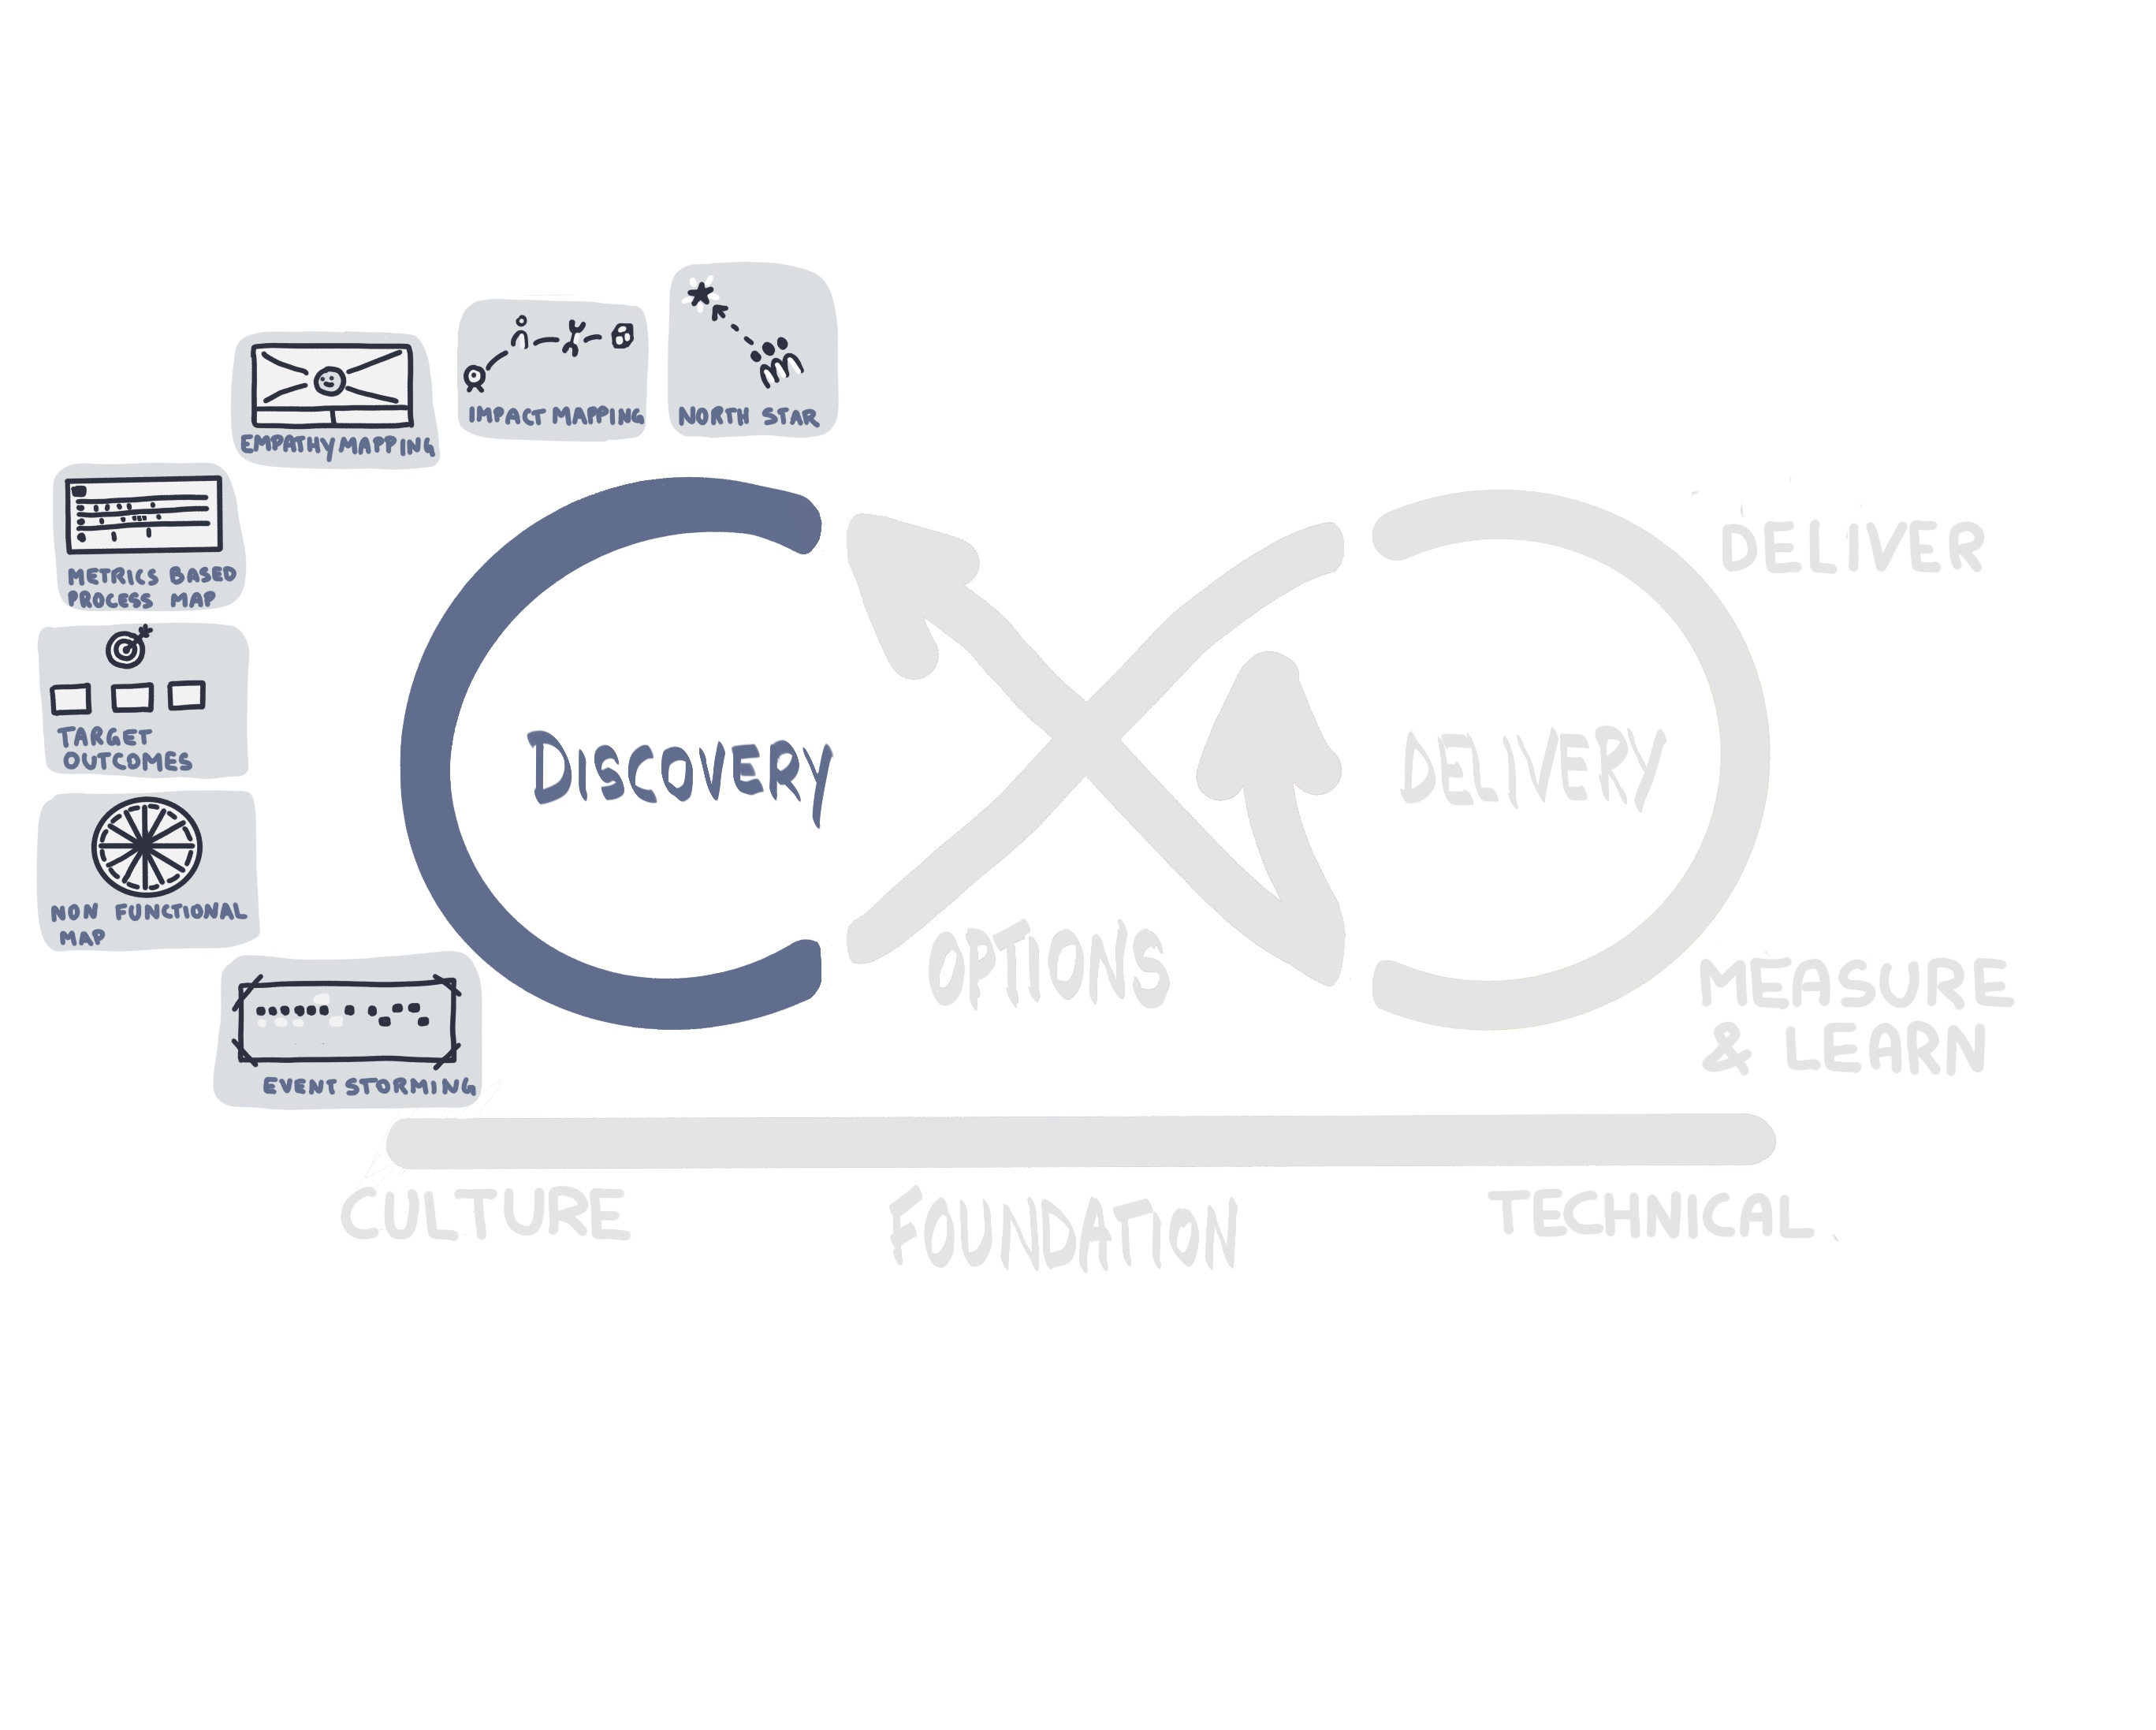 NORTH STAR
IMPACT MAPPING
EMPATHY MAPPING
METRICS BASED
PROCESS MAP
TARGET
OUTCOMES
NON FUNCTIONAL
MAP
EVENT STORMING
DISCOVERY
OPTIONS
DELIVERY
DELIVER
MEASURE
& LEARN
CULTURE
FOUNDATION
TECHNICAL